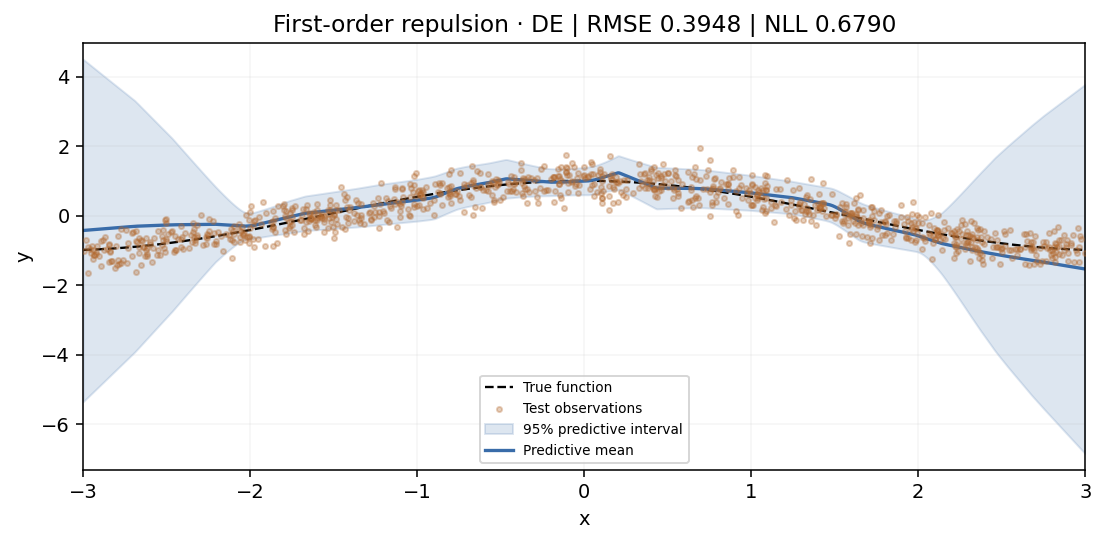 First-order repulsion · DE | RMSE 0.3948 | NLL 0.6790
4
2
0
−2
−4
−6
y
True function
Test observations
95% predictive interval
Predictive mean
−3
−2
−1
0
1
2
3
x